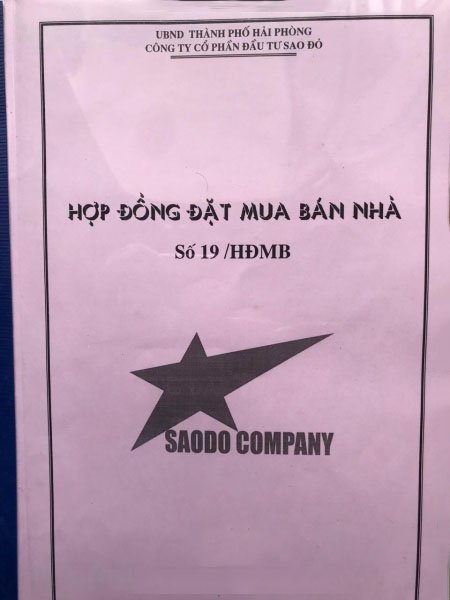 UBND THÀNH PHỐ HẢI PHÒNG
CÔNG TY CỔ PHẦN ĐẦU TƯ SAO ĐỎ
HỢP ĐỒNG ĐẶT MUA BÁN NHÀ
Số 19 /HĐMB
SAODO COMPANY